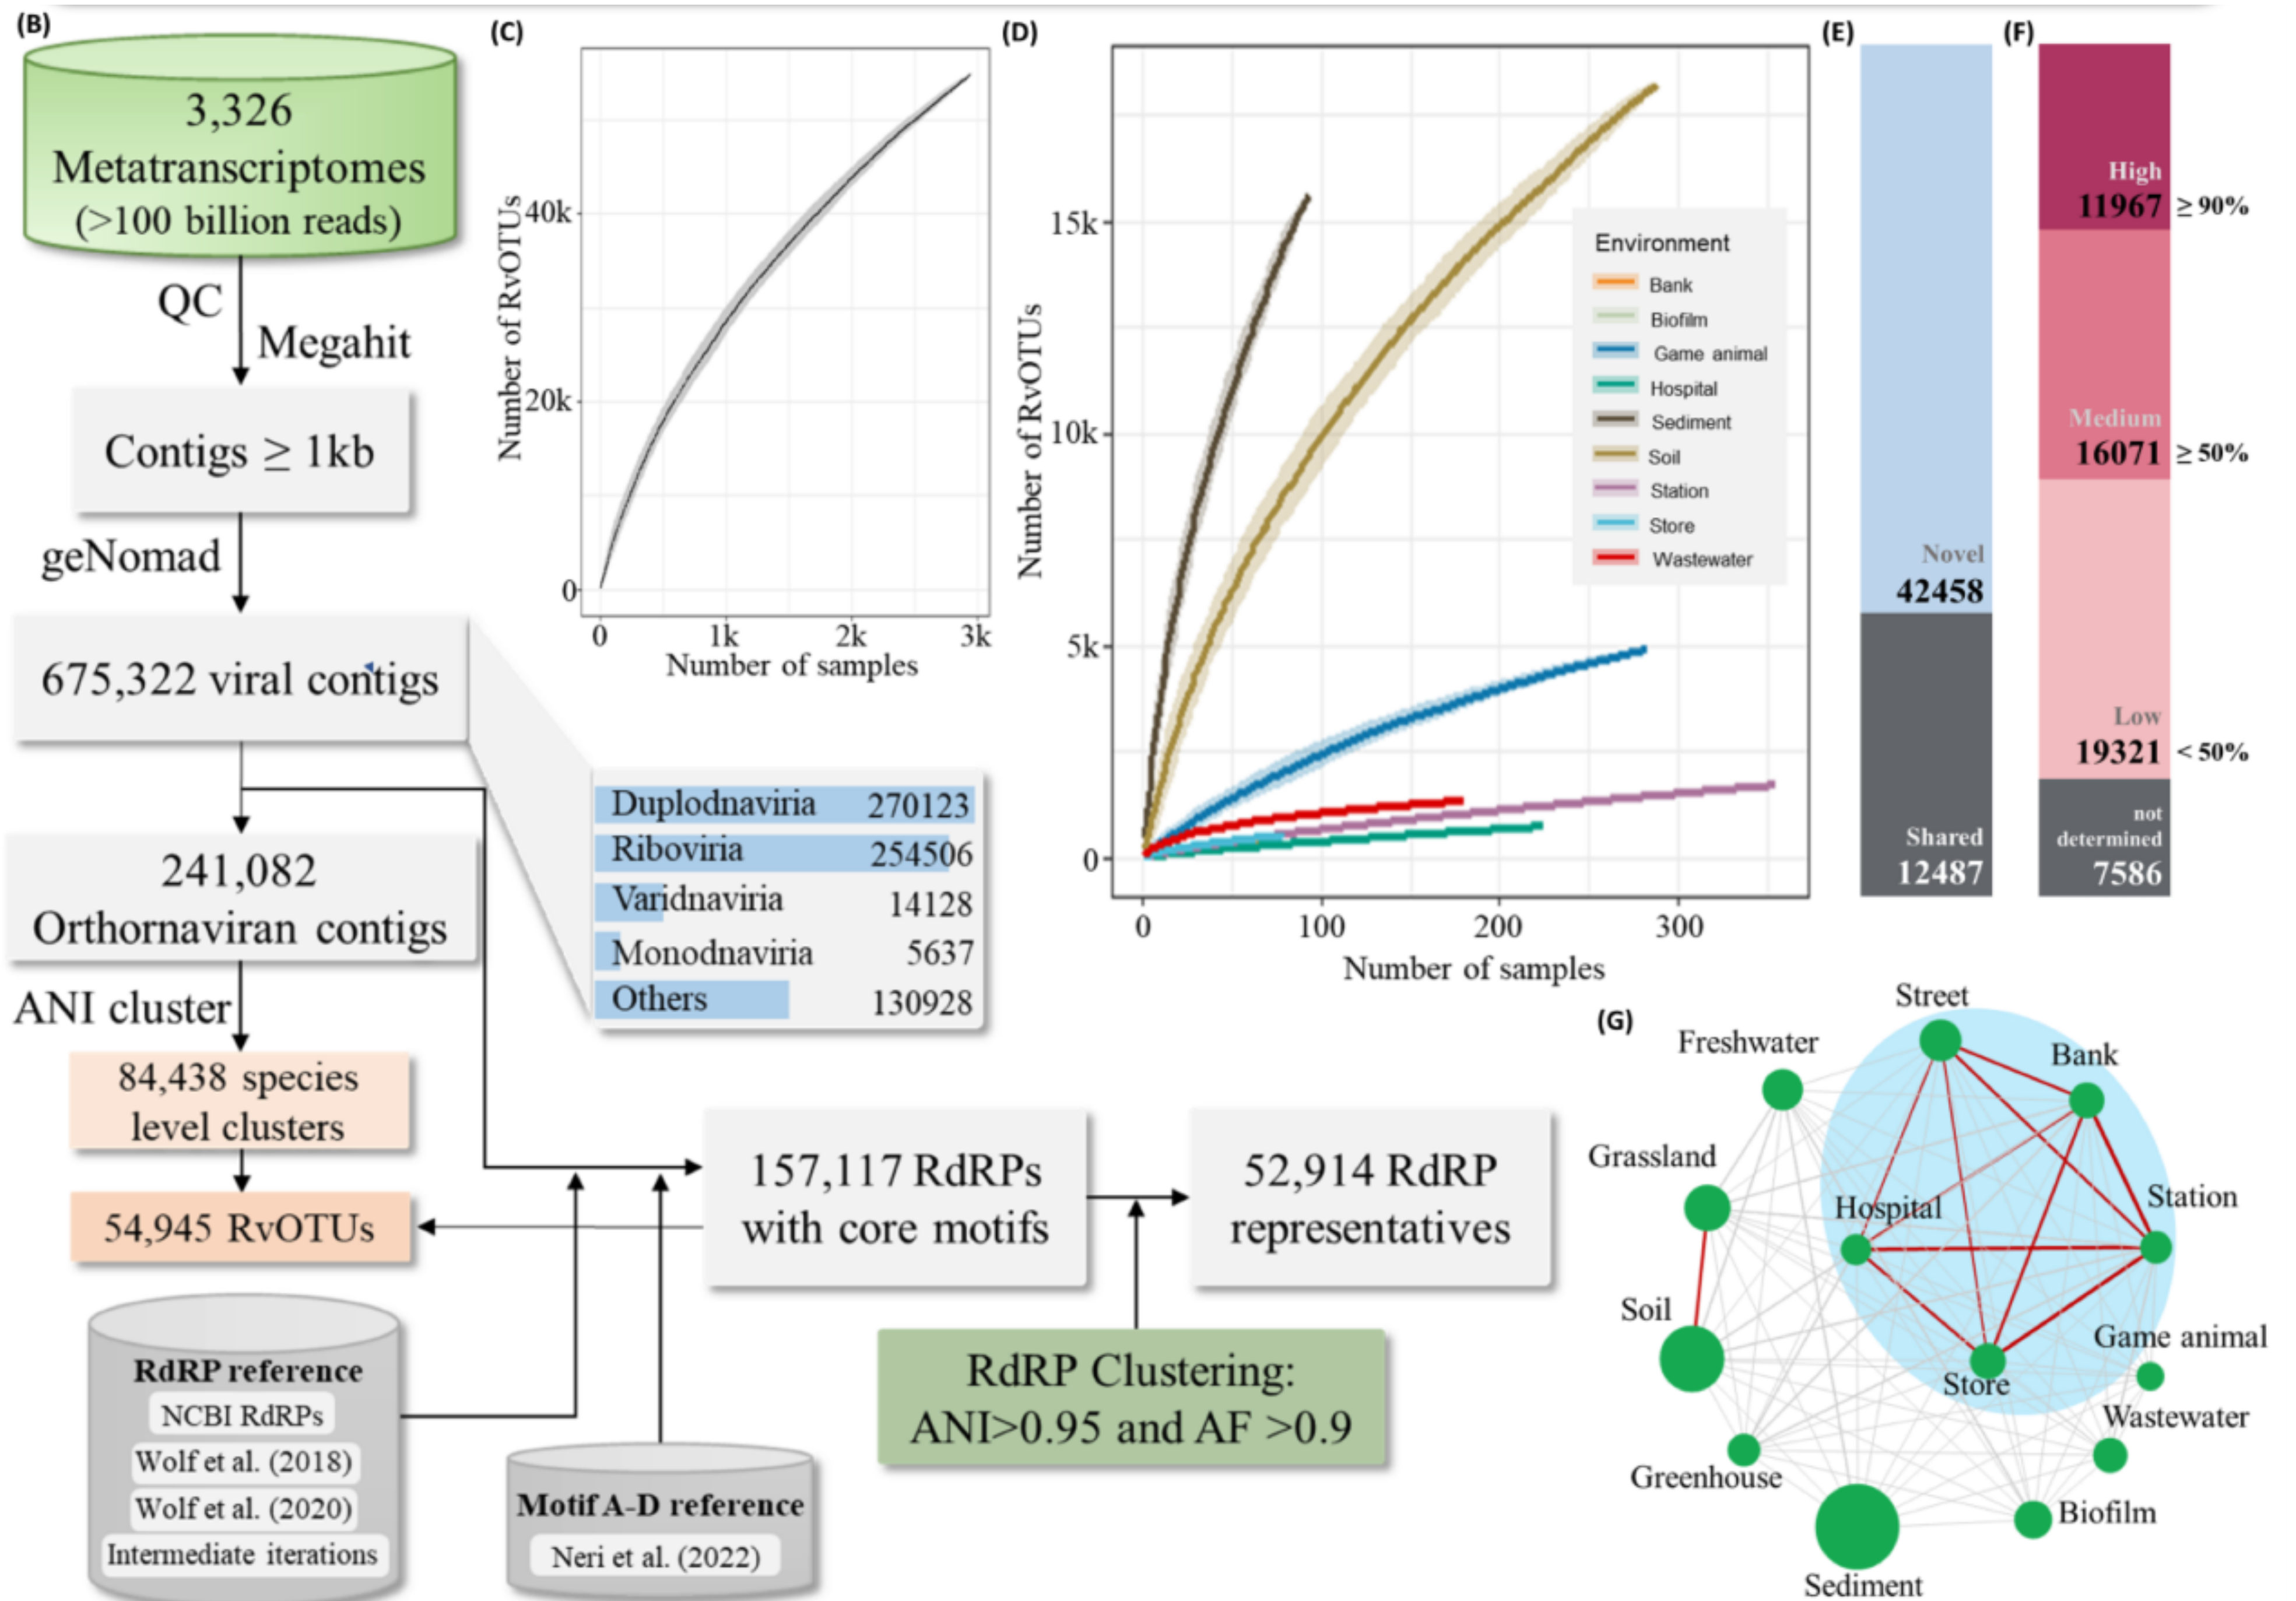 (B)
3,326
Metatranscriptomes
(>100 billion reads)
QC
Megahit
Contigs ≥ 1kb
geNomad
675,322 viral contigs
Duplodnaviria 270123
Riboviria 254506
Varidnaviria 14128
Monodnaviria 5637
Others 130928
241,082
Orthornaviran contigs
ANI cluster
84,438 species
level clusters
54,945 RvOTUs
RdRP reference
NCBI RdRPs
Wolf et al. (2018)
Wolf et al. (2020)
Intermediate iterations
Motif A-D reference
Neri et al. (2022)
157,117 RdRPs
with core motifs
52,914 RdRP
representatives
RdRP Clustering:
ANI>0.95 and AF >0.9
(C)
Number of RvOTUs
40k
20k
0
0 1k 2k 3k
Number of samples
(D)
Number of RvOTUs
15k
10k
5k
0
0 100 200 300
Number of samples
Environment
Bank
Biofilm
Game animal
Hospital
Sediment
Soil
Station
Store
Wastewater
(E)
Novel
42458
Shared
12487
(F)
High
11967 ≥ 90%
Medium
16071 ≥ 50%
Low
19321 < 50%
not
determined
7586
(G)
Street
Freshwater
Bank
Grassland
Hospital
Station
Soil
Game animal
Store
Wastewater
Greenhouse
Biofilm
Sediment